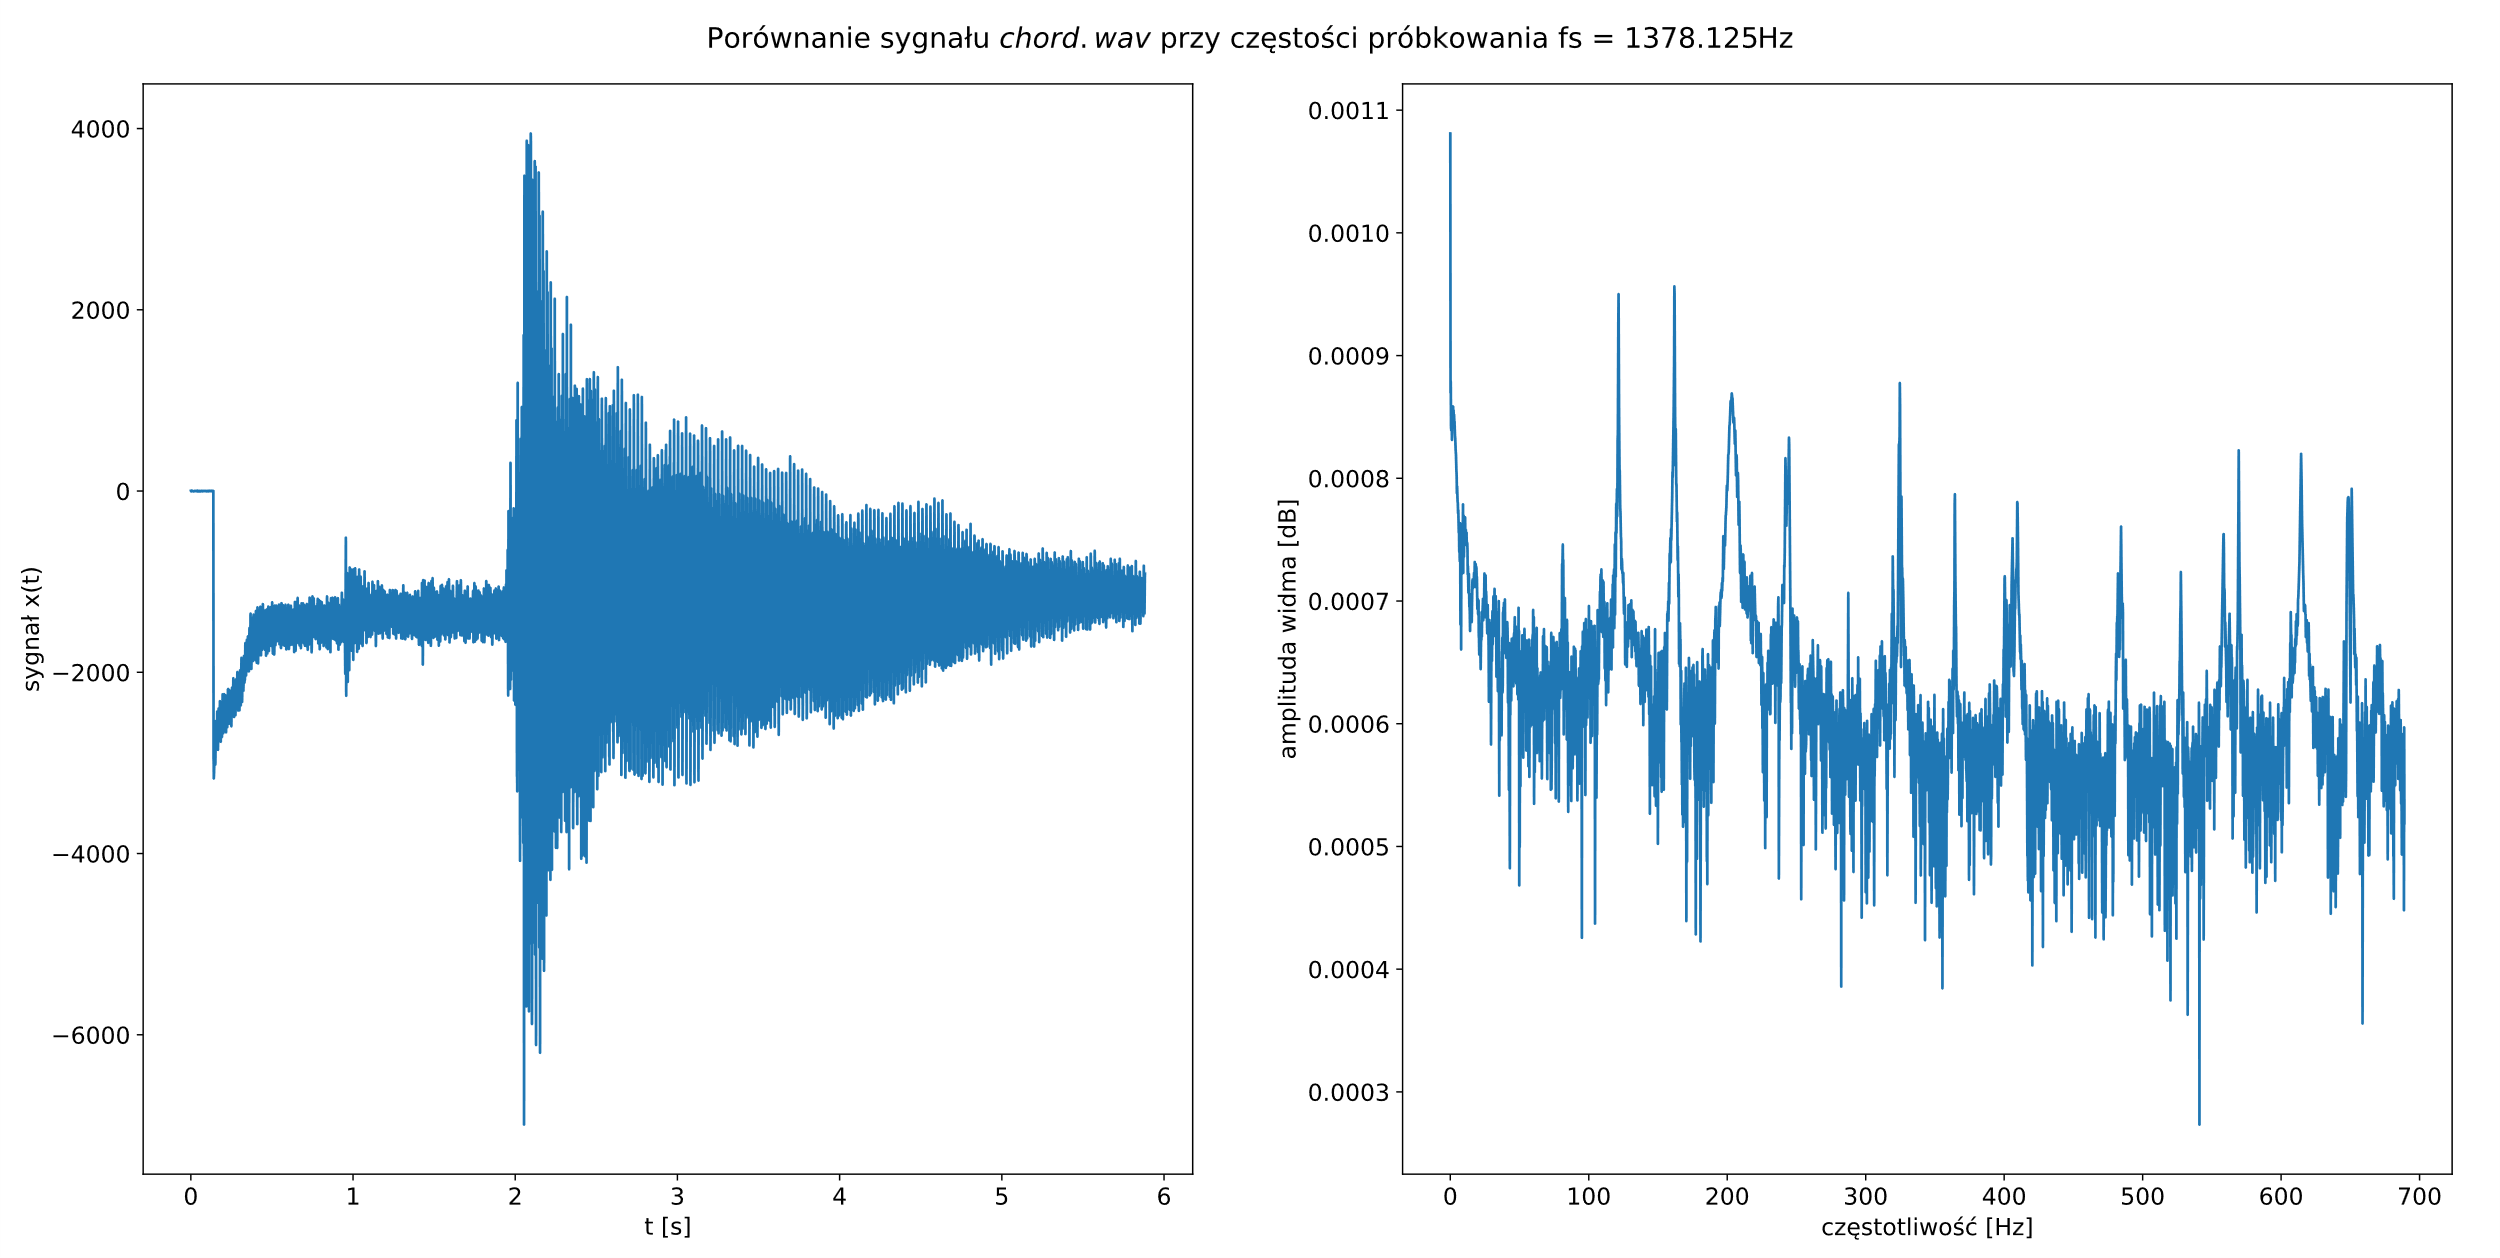 Porównanie sygnału chord.wav przy częstości próbkowania fs = 1378.125Hz
sygnał x(t)
4000
2000
0
−2000
−4000
−6000
0 1 2 3 4 5 6
t [s]
amplituda widma [dB]
0.0011
0.0010
0.0009
0.0008
0.0007
0.0006
0.0005
0.0004
0.0003
0 100 200 300 400 500 600 700
częstotliwość [Hz]